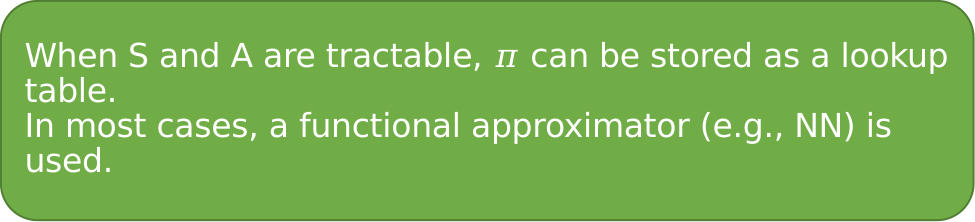 When S and A are tractable, π can be stored as a lookup
table.
In most cases, a functional approximator (e.g., NN) is
used.